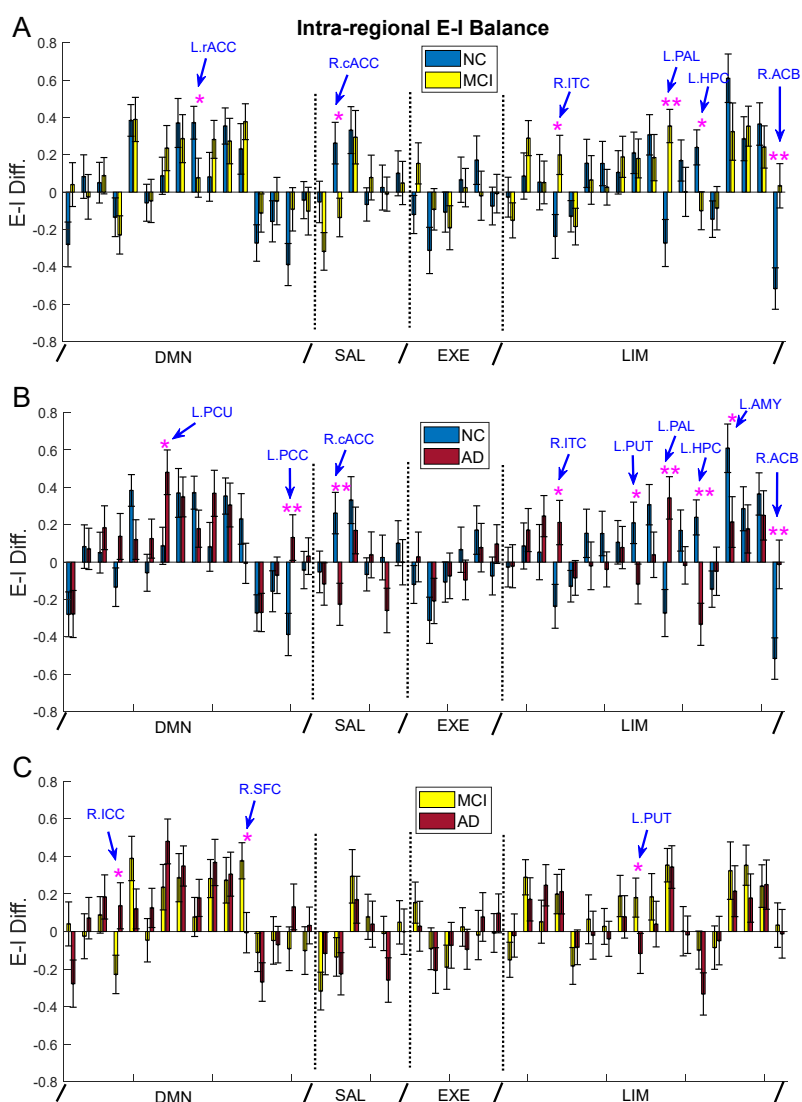 A
Intra-regional E-I Balance
E-I Diff.
0.8
0.6
0.4
0.2
0
-0.2
-0.4
-0.6
-0.8
L.rACC
*
R.cACC
*
NC
MCI
R.ITC
*
L.PAL
**
L.HPC
*
R.ACB
**
DMN
SAL
EXE
LIM
B
E-I Diff.
0.8
0.6
0.4
0.2
0
-0.2
-0.4
-0.6
-0.8
L.PCU
*
L.PCC
**
R.cACC
**
NC
AD
R.ITC
*
L.PUT
*
L.PAL
**
L.HPC
**
L.AMY
*
R.ACB
**
DMN
SAL
EXE
LIM
C
E-I Diff.
0.8
0.6
0.4
0.2
0
-0.2
-0.4
-0.6
-0.8
R.ICC
*
R.SFC
*
MCI
AD
L.PUT
*
DMN
SAL
EXE
LIM